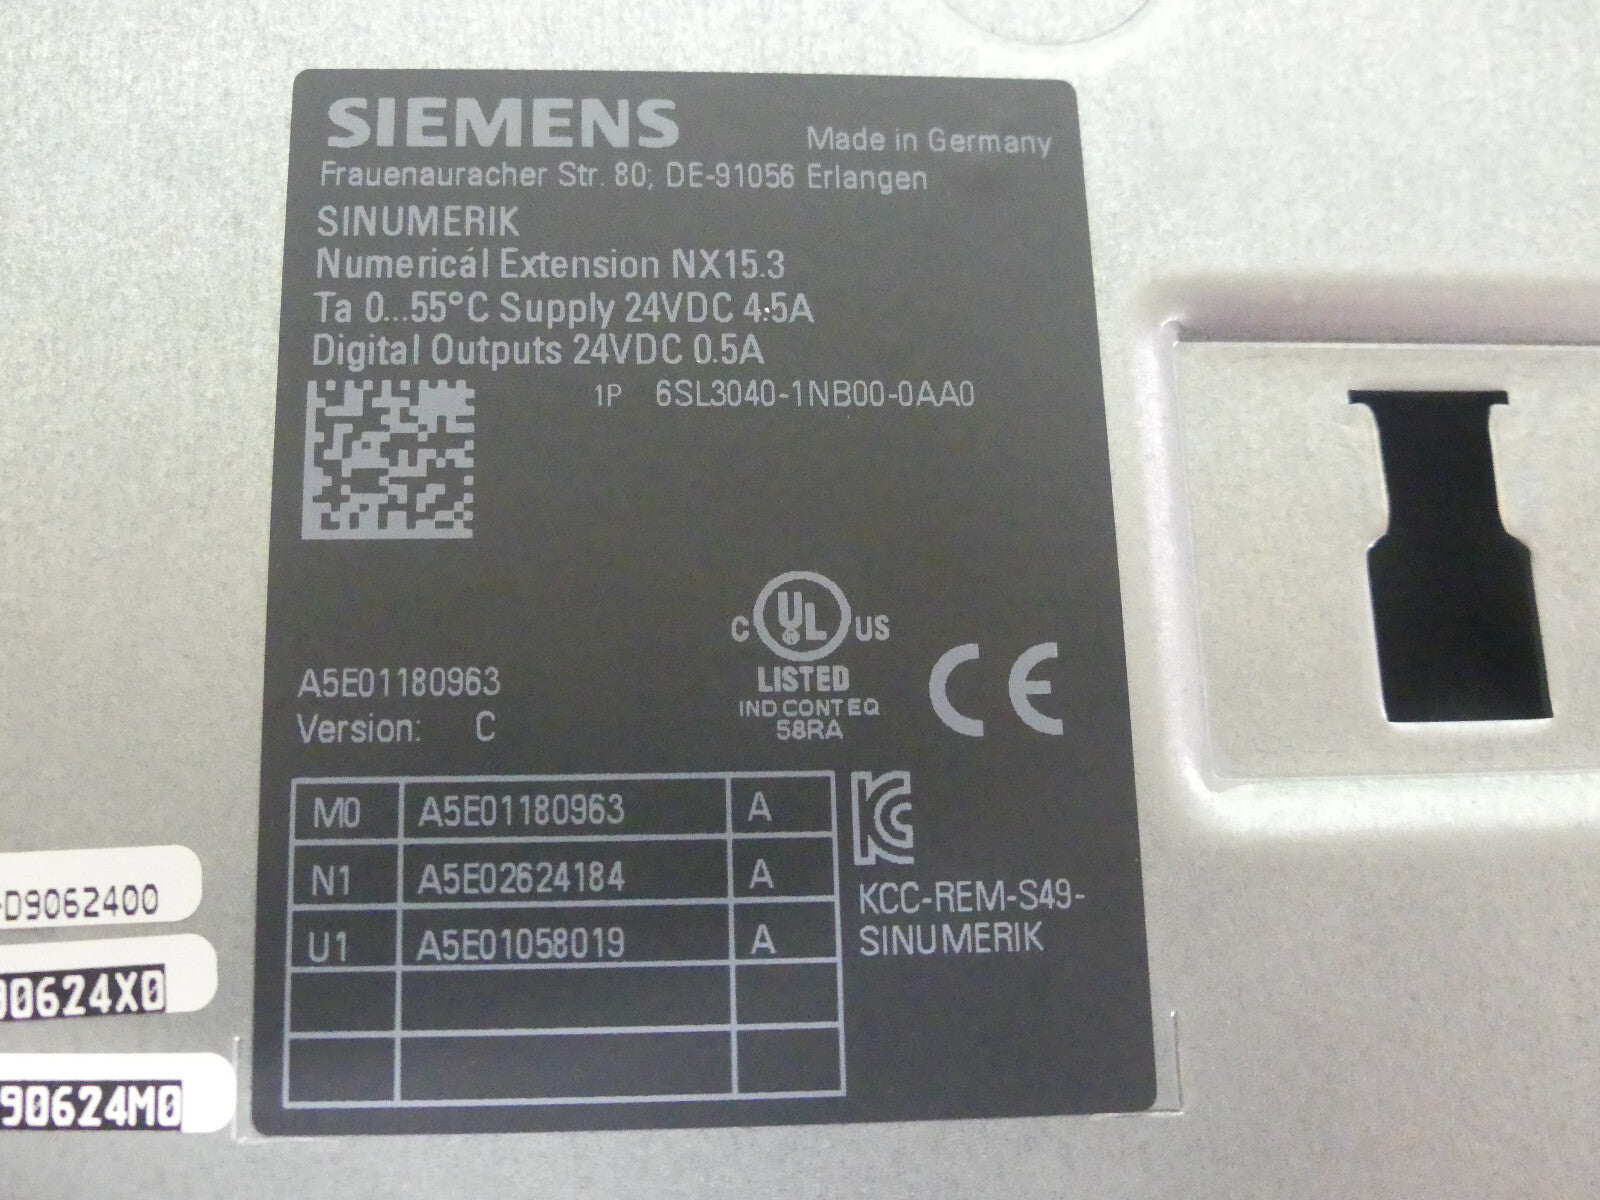 SIEMENS Made in Germany
Frauenauracher Str. 80; DE-91056 Erlangen
SINUMERIK
Numericál Extension NX15.3
Ta 0...55°C Supply 24VDC 4.5A
Digital Outputs 24VDC 0.5A
1P 6SL3040-1NB00-0AA0
C UL US
LISTED
IND CONT EQ
58RA
CE
A5E01180963
Version: C
M0 A5E01180963 A
N1 A5E02624184 A
U1 A5E01058019 A
KCC-REM-S49-
SINUMERIK
-D9062400
00624X0
90624M0